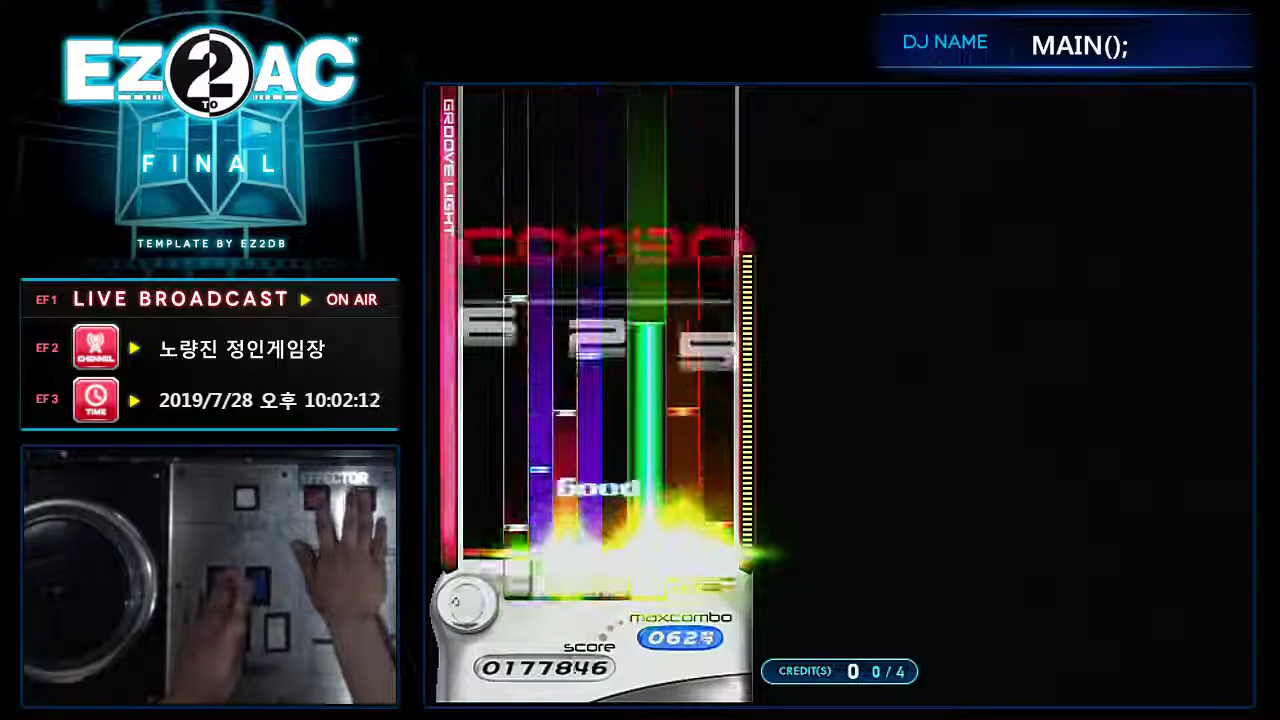 EZ2AC™
TO
FINAL
TEMPLATE BY EZ2DB
DJ NAME MAIN();
EF1 LIVE BROADCAST ON AIR
EF2 CHANNEL 노량진 정인게임장
EF3 TIME 2019/7/28 오후 10:02:12
GROOVE LIGHT
COMBO
625
Good
EFFECTOR
maxcombo
score
0177846
CREDIT(S) 0 0 / 4